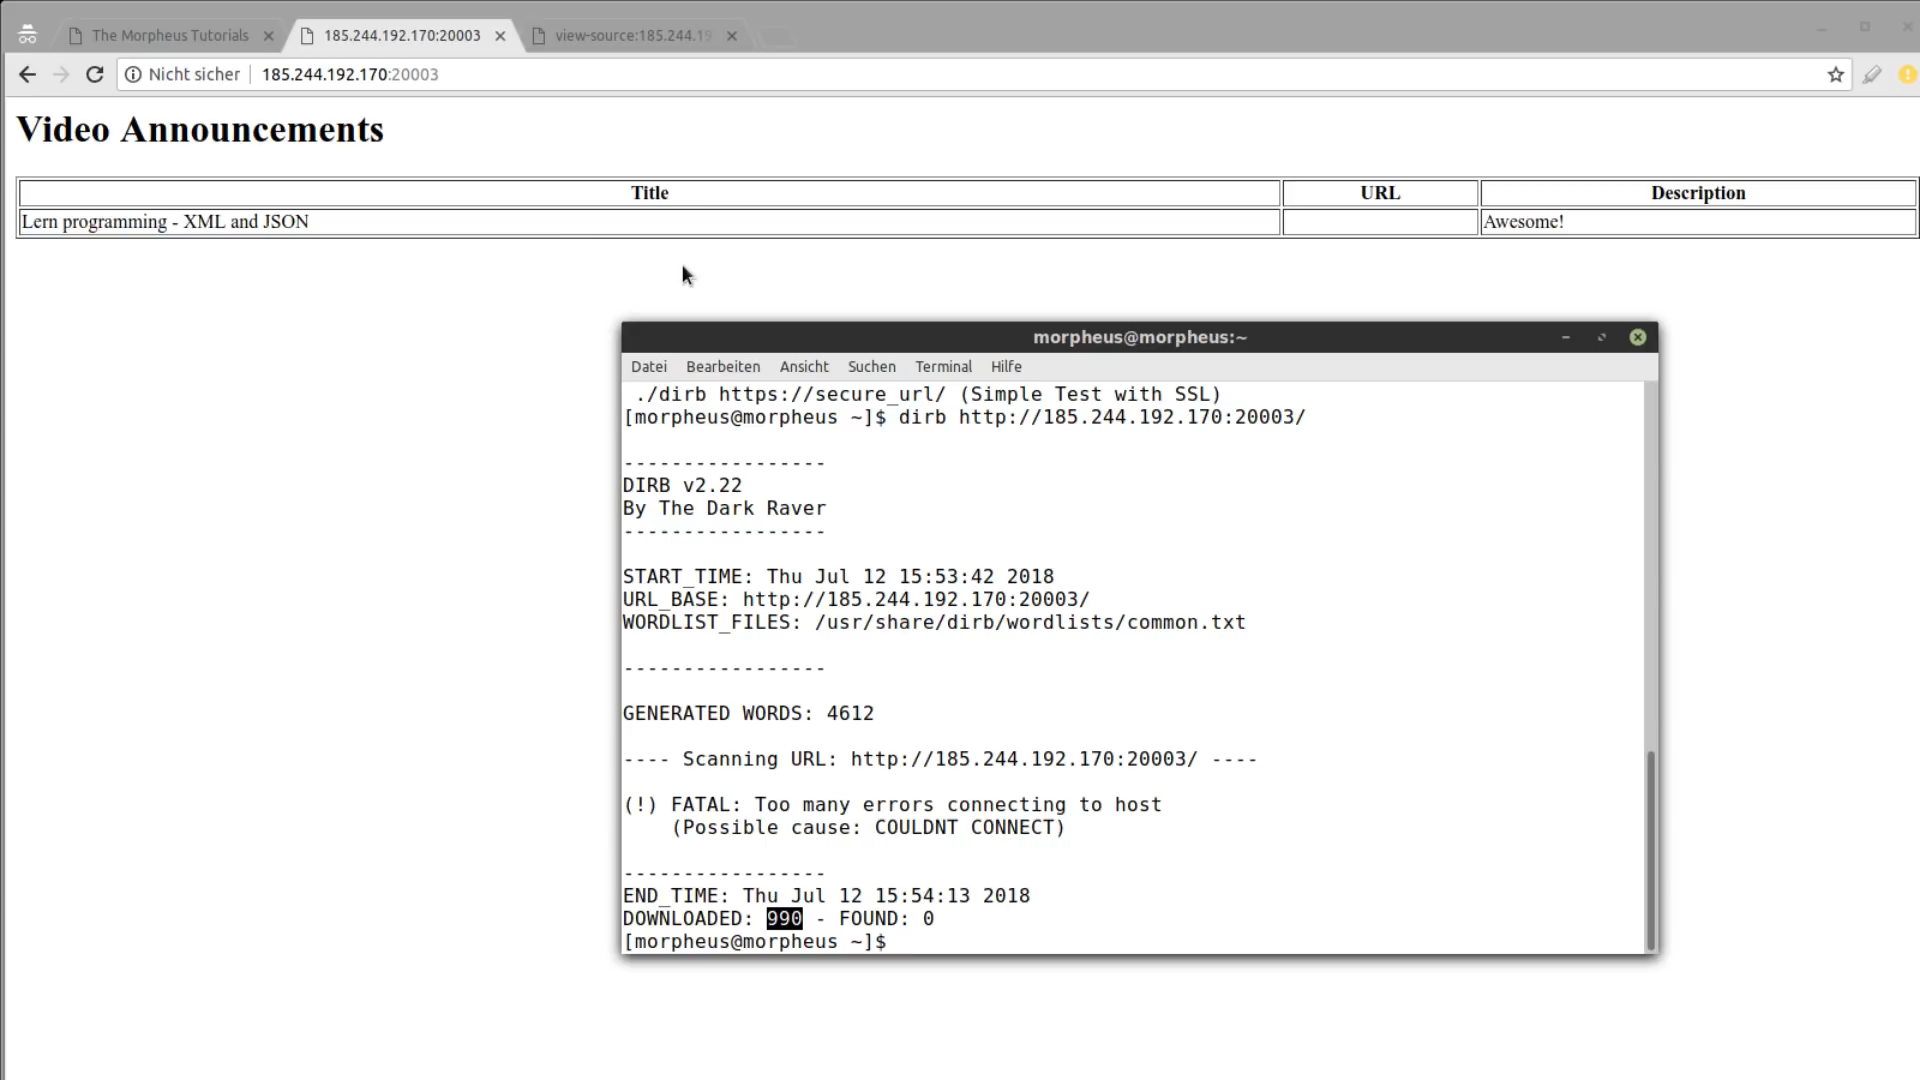 The Morpheus Tutorials
185.244.192.170:20003
view-source:185.244.19
Nicht sicher
185.244.192.170:20003
Video Announcements
Title URL Description
Lern programming - XML and JSON Awesome!
morpheus@morpheus:~
Datei Bearbeiten Ansicht Suchen Terminal Hilfe
./dirb https://secure_url/ (Simple Test with SSL)
[morpheus@morpheus ~]$ dirb http://185.244.192.170:20003/
-----------------
DIRB v2.22
By The Dark Raver
-----------------
START_TIME: Thu Jul 12 15:53:42 2018
URL_BASE: http://185.244.192.170:20003/
WORDLIST_FILES: /usr/share/dirb/wordlists/common.txt
-----------------
GENERATED WORDS: 4612
---- Scanning URL: http://185.244.192.170:20003/ ----
(!) FATAL: Too many errors connecting to host
(Possible cause: COULDNT CONNECT)
-----------------
END_TIME: Thu Jul 12 15:54:13 2018
DOWNLOADED: 990 - FOUND: 0
[morpheus@morpheus ~]$